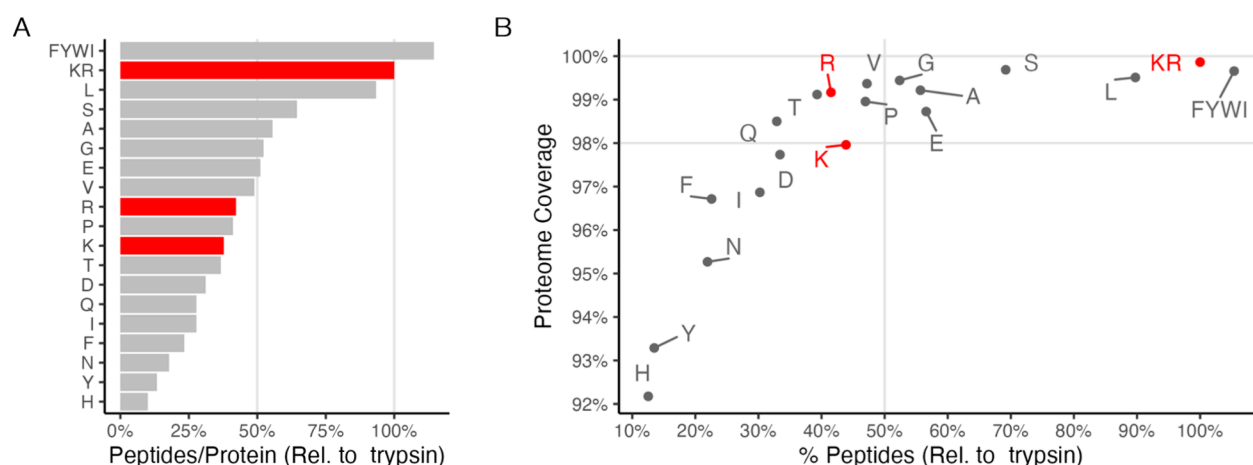 A
FYWI
KR
L
S
A
G
E
V
R
P
K
T
D
Q
I
F
N
Y
H
0% 25% 50% 75% 100%
Peptides/Protein (Rel. to trypsin)
B
Proteome Coverage
100%
99%
98%
97%
96%
95%
94%
93%
92%
R V G S KR
T P A L FYWI
Q K E
F I D
N
Y
H
10% 20% 30% 40% 50% 60% 70% 80% 90% 100%
% Peptides (Rel. to trypsin)